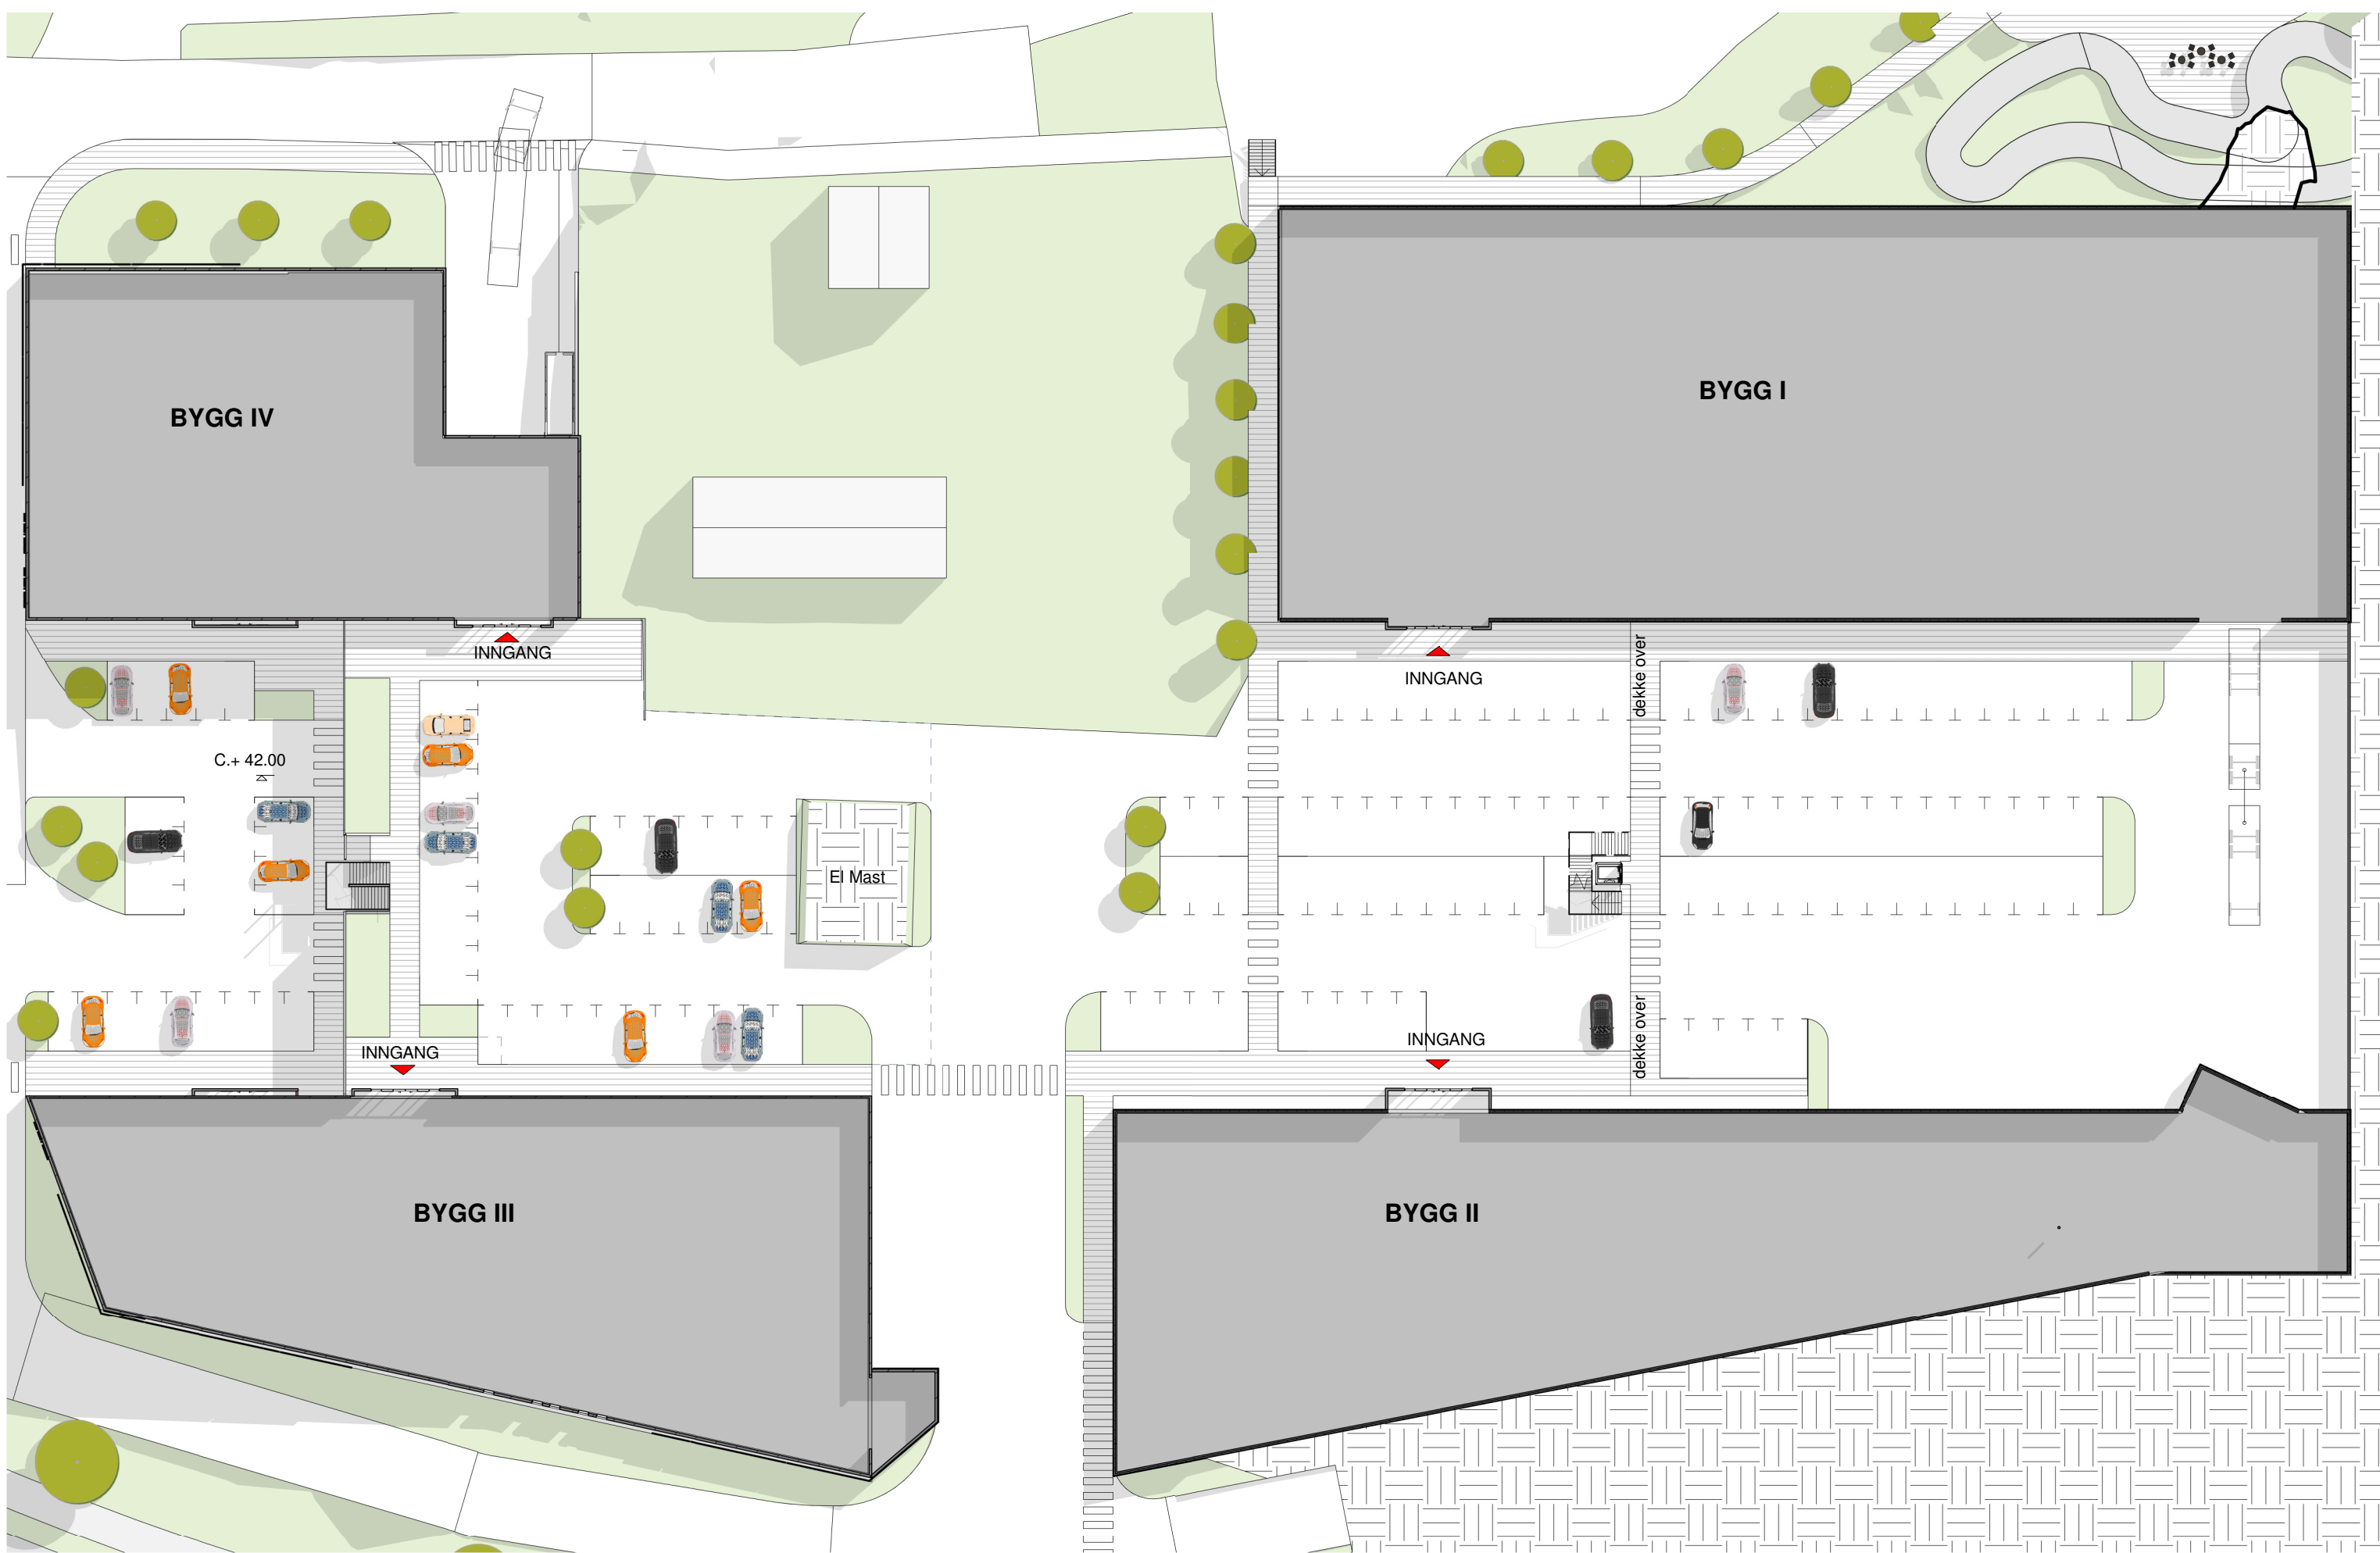 BYGG I
BYGG IV
INNGANG
INNGANG
dekke over
C.+ 42.00
El Mast
dekke over
INNGANG
INNGANG
BYGG III
BYGG II